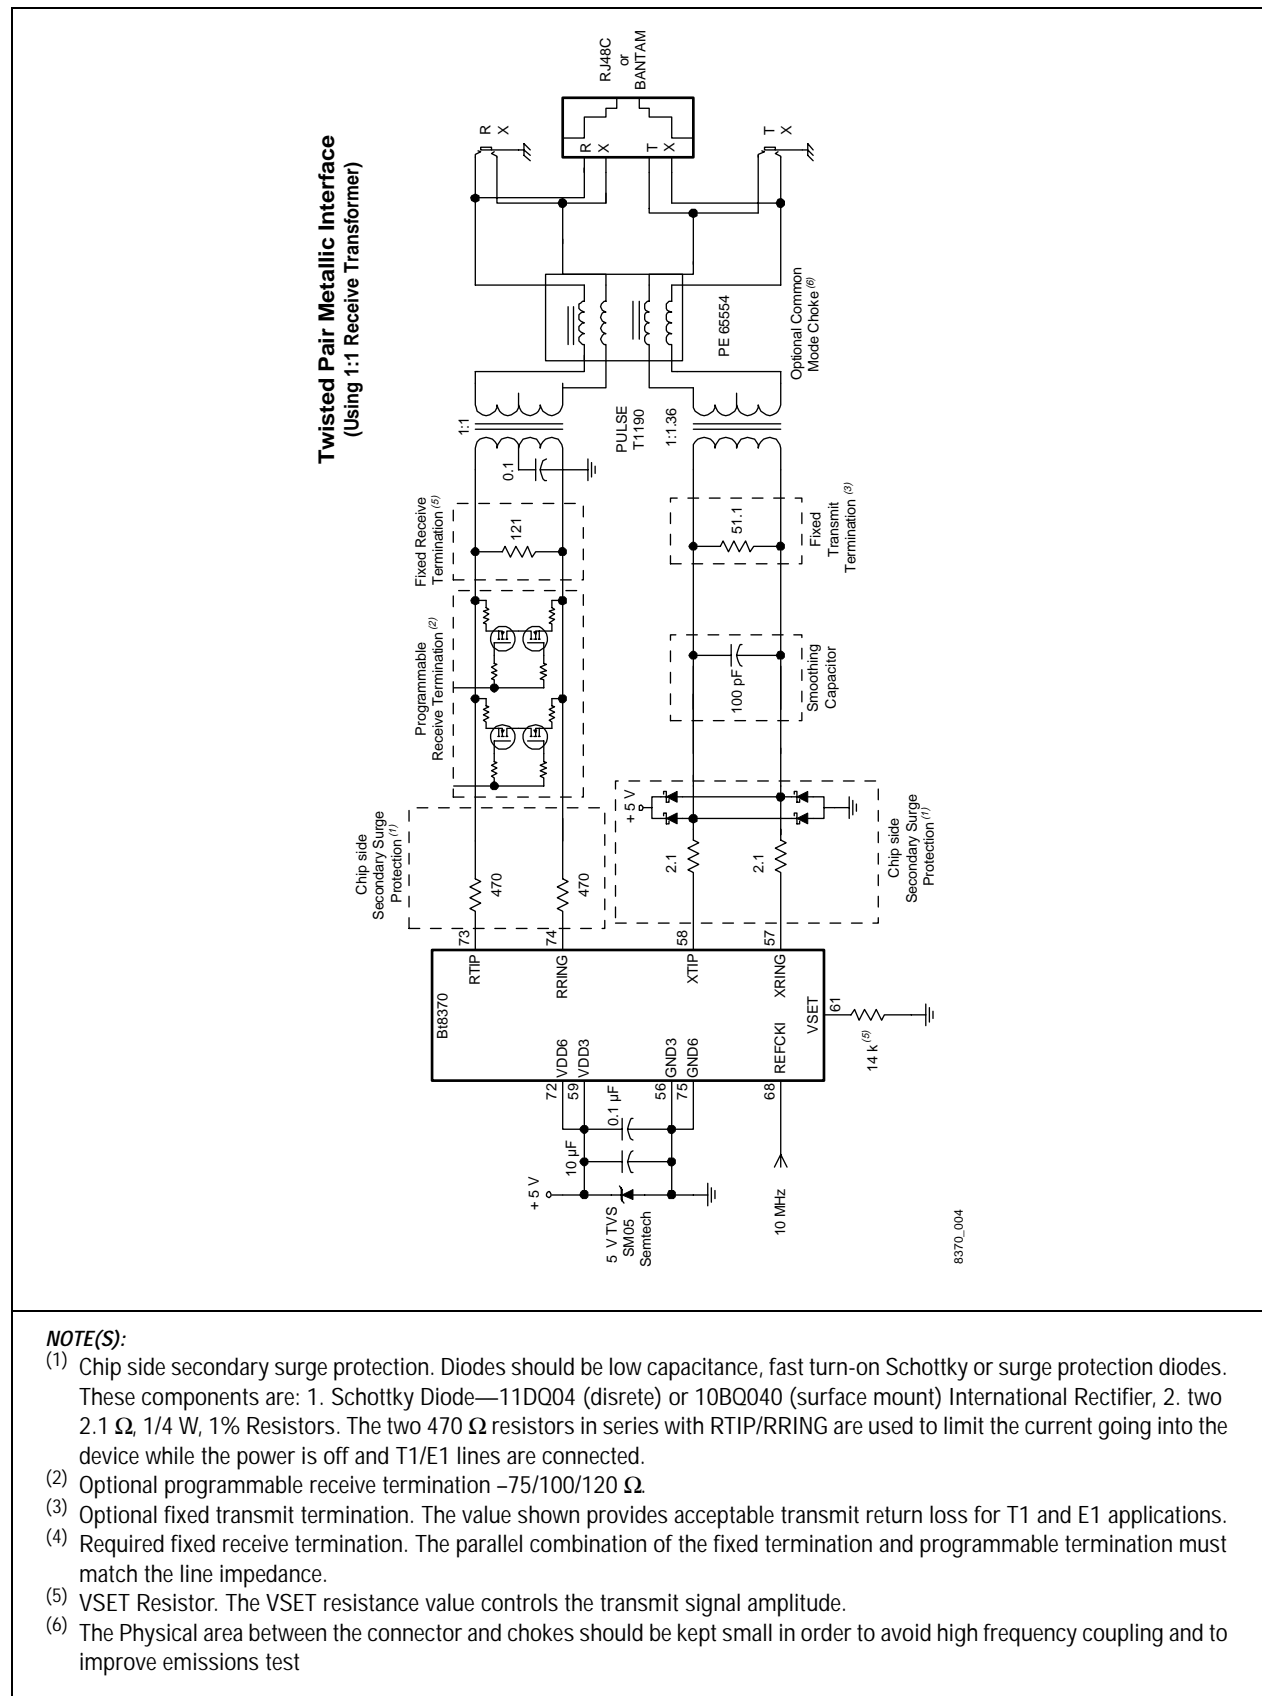 Twisted Pair Metallic Interface
(Using 1:1 Receive Transformer)
RJ48C
or
BANTAM
R
X
T
X
R
X
T
X
Optional Common
Mode Choke (6)
PE 65554
1:1
PULSE
T1190
1:1.36
0.1
Fixed Receive
Termination (5)
121
51.1
Fixed
Transmit
Termination (3)
Programmable
Receive Termination (2)
100 pF
Smoothing
Capacitor
Chip side
Secondary Surge
Protection (1)
470
470
+ 5 V
2.1
2.1
Chip side
Secondary Surge
Protection (1)
73
74
58
57
RTIP
RRING
XTIP
XRING
Bt8370
VSET
61
14 k (5)
VDD6
VDD3
GND3
GND6
REFCKI
72
59
56
75
68
0.1 µF
10 µF
+ 5 V
5 V TVS
SM05
Semtech
10 MHz
8370_004
NOTE(S):
(1) Chip side secondary surge protection. Diodes should be low capacitance, fast turn-on Schottky or surge protection diodes.
These components are: 1. Schottky Diode—11DQ04 (disrete) or 10BQ040 (surface mount) International Rectifier, 2. two
2.1 Ω, 1/4 W, 1% Resistors. The two 470 Ω resistors in series with RTIP/RRING are used to limit the current going into the
device while the power is off and T1/E1 lines are connected.
(2) Optional programmable receive termination –75/100/120 Ω.
(3) Optional fixed transmit termination. The value shown provides acceptable transmit return loss for T1 and E1 applications.
(4) Required fixed receive termination. The parallel combination of the fixed termination and programmable termination must
match the line impedance.
(5) VSET Resistor. The VSET resistance value controls the transmit signal amplitude.
(6) The Physical area between the connector and chokes should be kept small in order to avoid high frequency coupling and to
improve emissions test